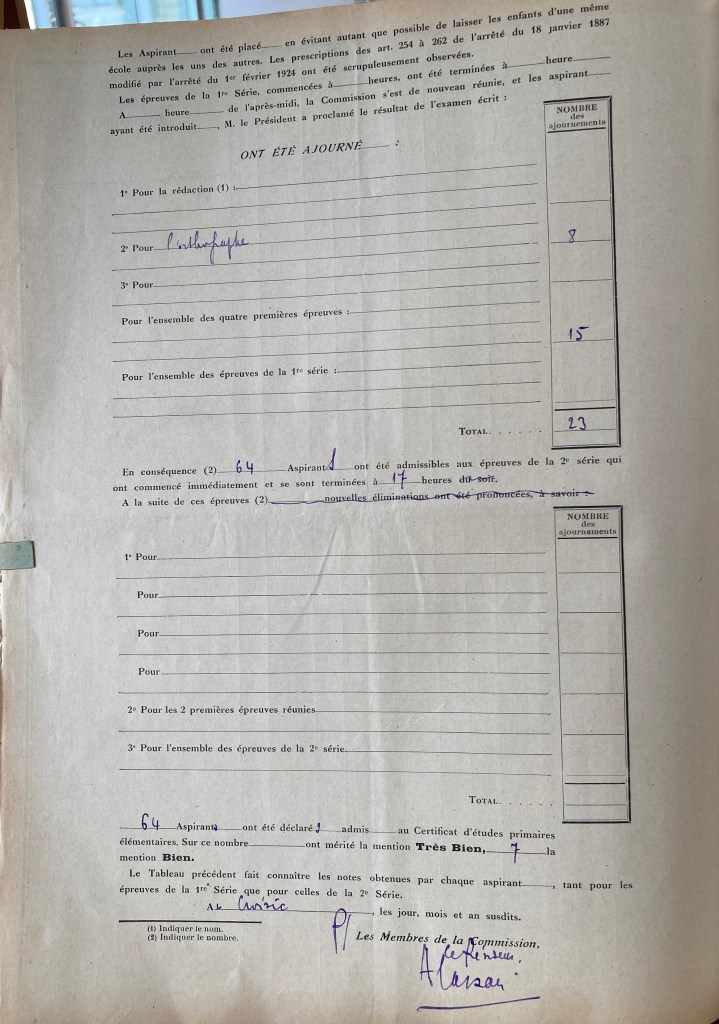 Les Aspirant ont été placé en évitant autant que possible de laisser les enfants d'une même
école auprès les uns des autres. Les prescriptions des art. 254 à 262 de l'arrêté du 18 janvier 1887
modifié par l'arrêté du 1er février 1924 ont été scrupuleusement observées.
Les épreuves de la 1re Série, commencées à heures, ont été terminées à heure
A heure de l'après-midi, la Commission s'est de nouveau réunie, et les aspirant
ayant été introduit, M. le Président a proclamé le résultat de l'examen écrit :
NOMBRE
des
ajournements
ONT ÉTÉ AJOURNÉ :
1° Pour la rédaction (1) :
2° Pour l'orthographe 8
3° Pour
Pour l'ensemble des quatre premières épreuves :
15
Pour l'ensemble des épreuves de la 1re série :
TOTAL. . . . . . 23
En conséquence (2) 64 Aspirants ont été admissibles aux épreuves de la 2e série qui
ont commencé immédiatement et se sont terminées à 17 heures du soir.
A la suite de ces épreuves (2) nouvelles éliminations ont été prononcées, à savoir :
NOMBRE
des
ajournements
1° Pour
Pour
Pour
Pour
2° Pour les 2 premières épreuves réunies
3° Pour l'ensemble des épreuves de la 2e série
TOTAL. . . . . .
64 Aspirants ont été déclarés admis au Certificat d'études primaires
élémentaires. Sur ce nombre ont mérité la mention Très Bien, 7 la
mention Bien.
Le Tableau précédent fait connaître les notes obtenues par chaque aspirant, tant pour les
épreuves de la 1re Série que pour celles de la 2e Série.
A le Croisic, les jour, mois et an susdits.
(1) Indiquer le nom.
(2) Indiquer le nombre.
P/ Les Membres de la Commission,